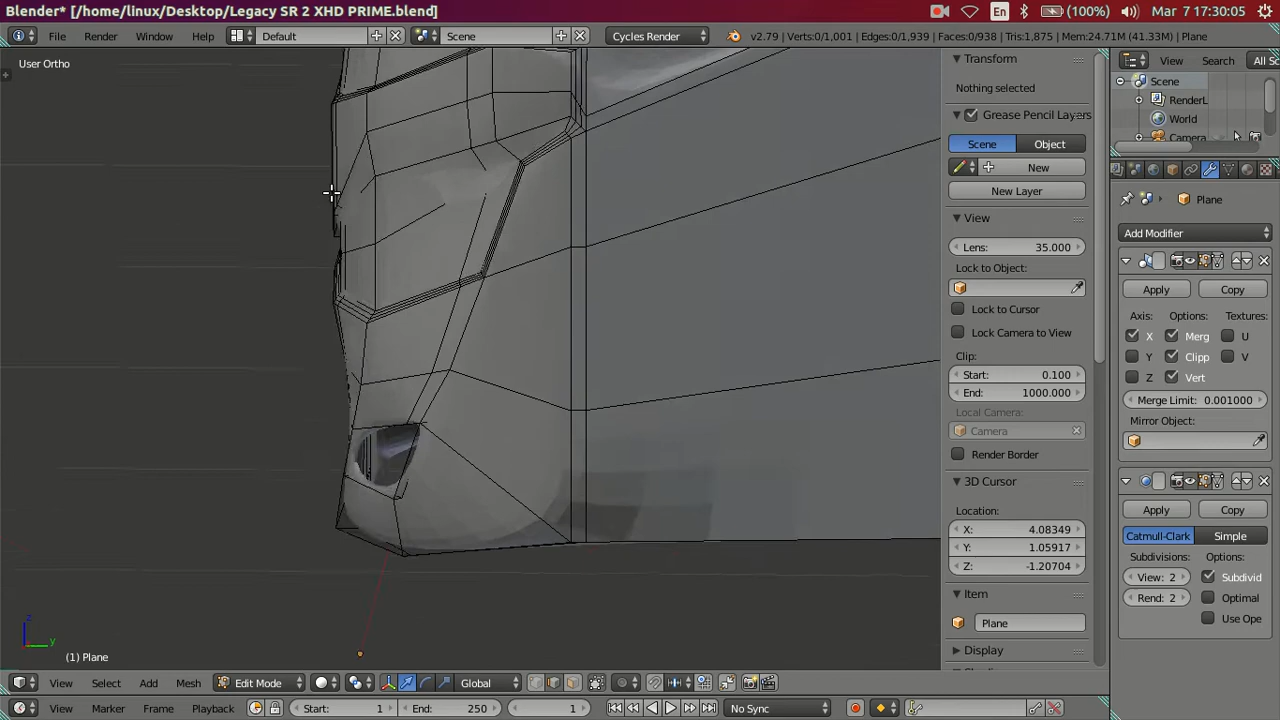 Blender* [/home/linux/Desktop/Legacy SR 2 XHD PRIME.blend]
En
(100%)
Mar 7 17:30:05
File
Render
Window
Help
Default
Scene
Cycles Render
v2.79 | Verts:0/1,001 | Edges:0/1,939 | Faces:0/938 | Tris:1,875 | Mem:24.71M (41.33M) | Plane
User Ortho
z
y
(1) Plane
Transform
Nothing selected
Grease Pencil Layers
Scene
Object
New
New Layer
View
Lens: 35.000
Lock to Object:
Lock to Cursor
Lock Camera to View
Clip:
Start: 0.100
End: 1000.000
Local Camera:
Camera
Render Border
3D Cursor
Location:
X: 4.08349
Y: 1.05917
Z: -1.20704
Item
Plane
Display
View
Search
All Sc
Scene
RenderL
World
Camera
Plane
Add Modifier
Apply
Copy
Axis:
Options:
Textures:
X
Merg
U
Y
Clipp
V
Z
Vert
Merge Limit: 0.001000
Mirror Object:
Apply
Copy
Catmull-Clark
Simple
Subdivisions:
Options:
View: 2
Subdivid
Rend: 2
Optimal
Use Ope
View
Select
Add
Mesh
Edit Mode
Global
View
Marker
Frame
Playback
Start: 1
End: 250
1
No Sync